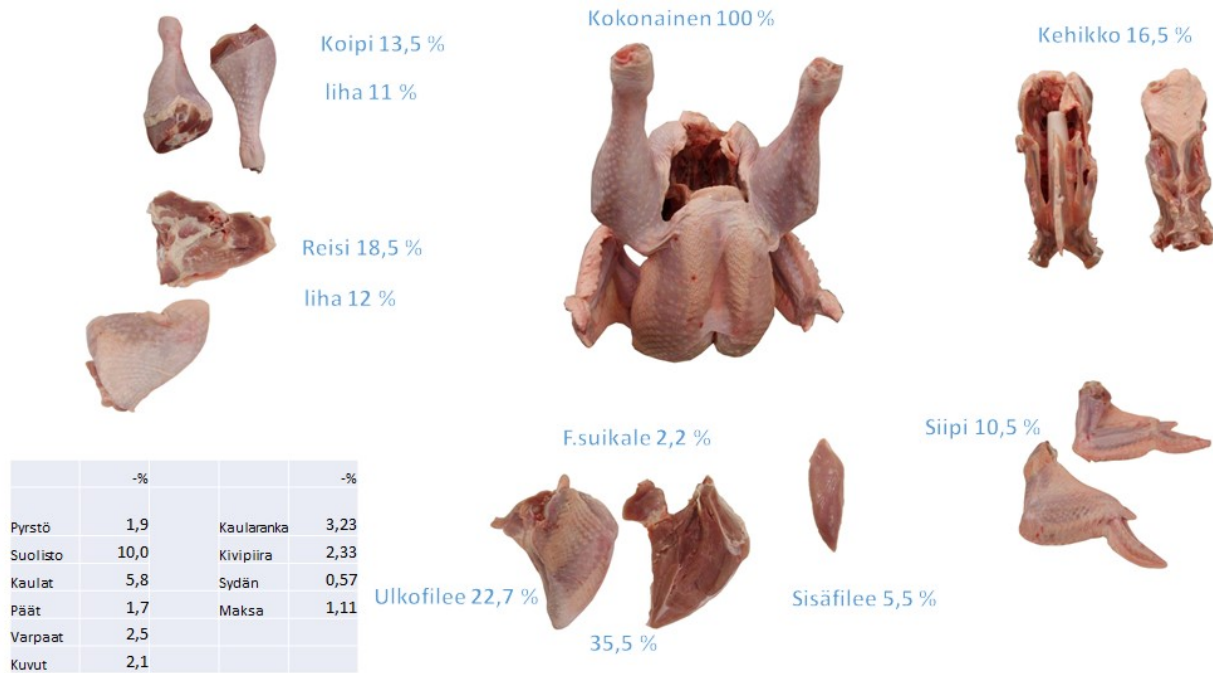 Kokonainen 100 %
Koipi 13,5 %
liha 11 %
Kehikko 16,5 %
Reisi 18,5 %
liha 12 %
F.suikale 2,2 %
Siipi 10,5 %
Ulkofilee 22,7 %
Sisäfilee 5,5 %
35,5 %
-% -%
Pyrstö 1,9 Kaularanka 3,23
Suolisto 10,0 Kivipiira 2,33
Kaulat 5,8 Sydän 0,57
Päät 1,7 Maksa 1,11
Varpaat 2,5
Kuvut 2,1